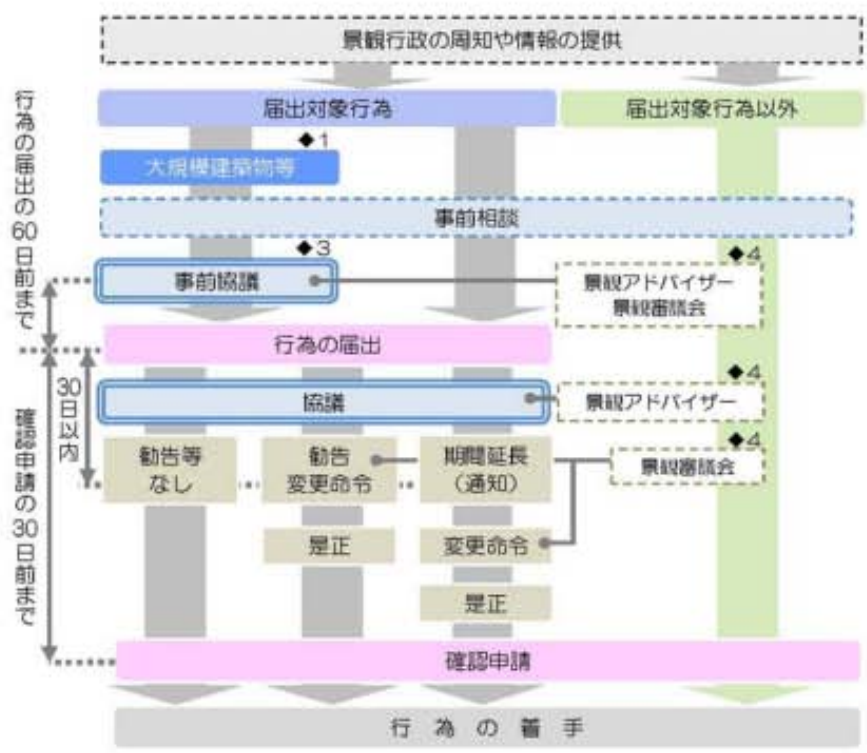 景観行政の周知や情報の提供
届出対象行為
届出対象行為以外
◆1
大規模建築物等
事前相談
◆3
事前協議
◆4
景観アドバイザー
景観審議会
行為の届出の60日前まで
行為の届出
30日以内
協議
◆4
景観アドバイザー
確認申請の30日前まで
勧告等
なし
勧告
変更命令
期間延長
（通知）
◆4
景観審議会
是正
変更命令
是正
確認申請
行為の着手